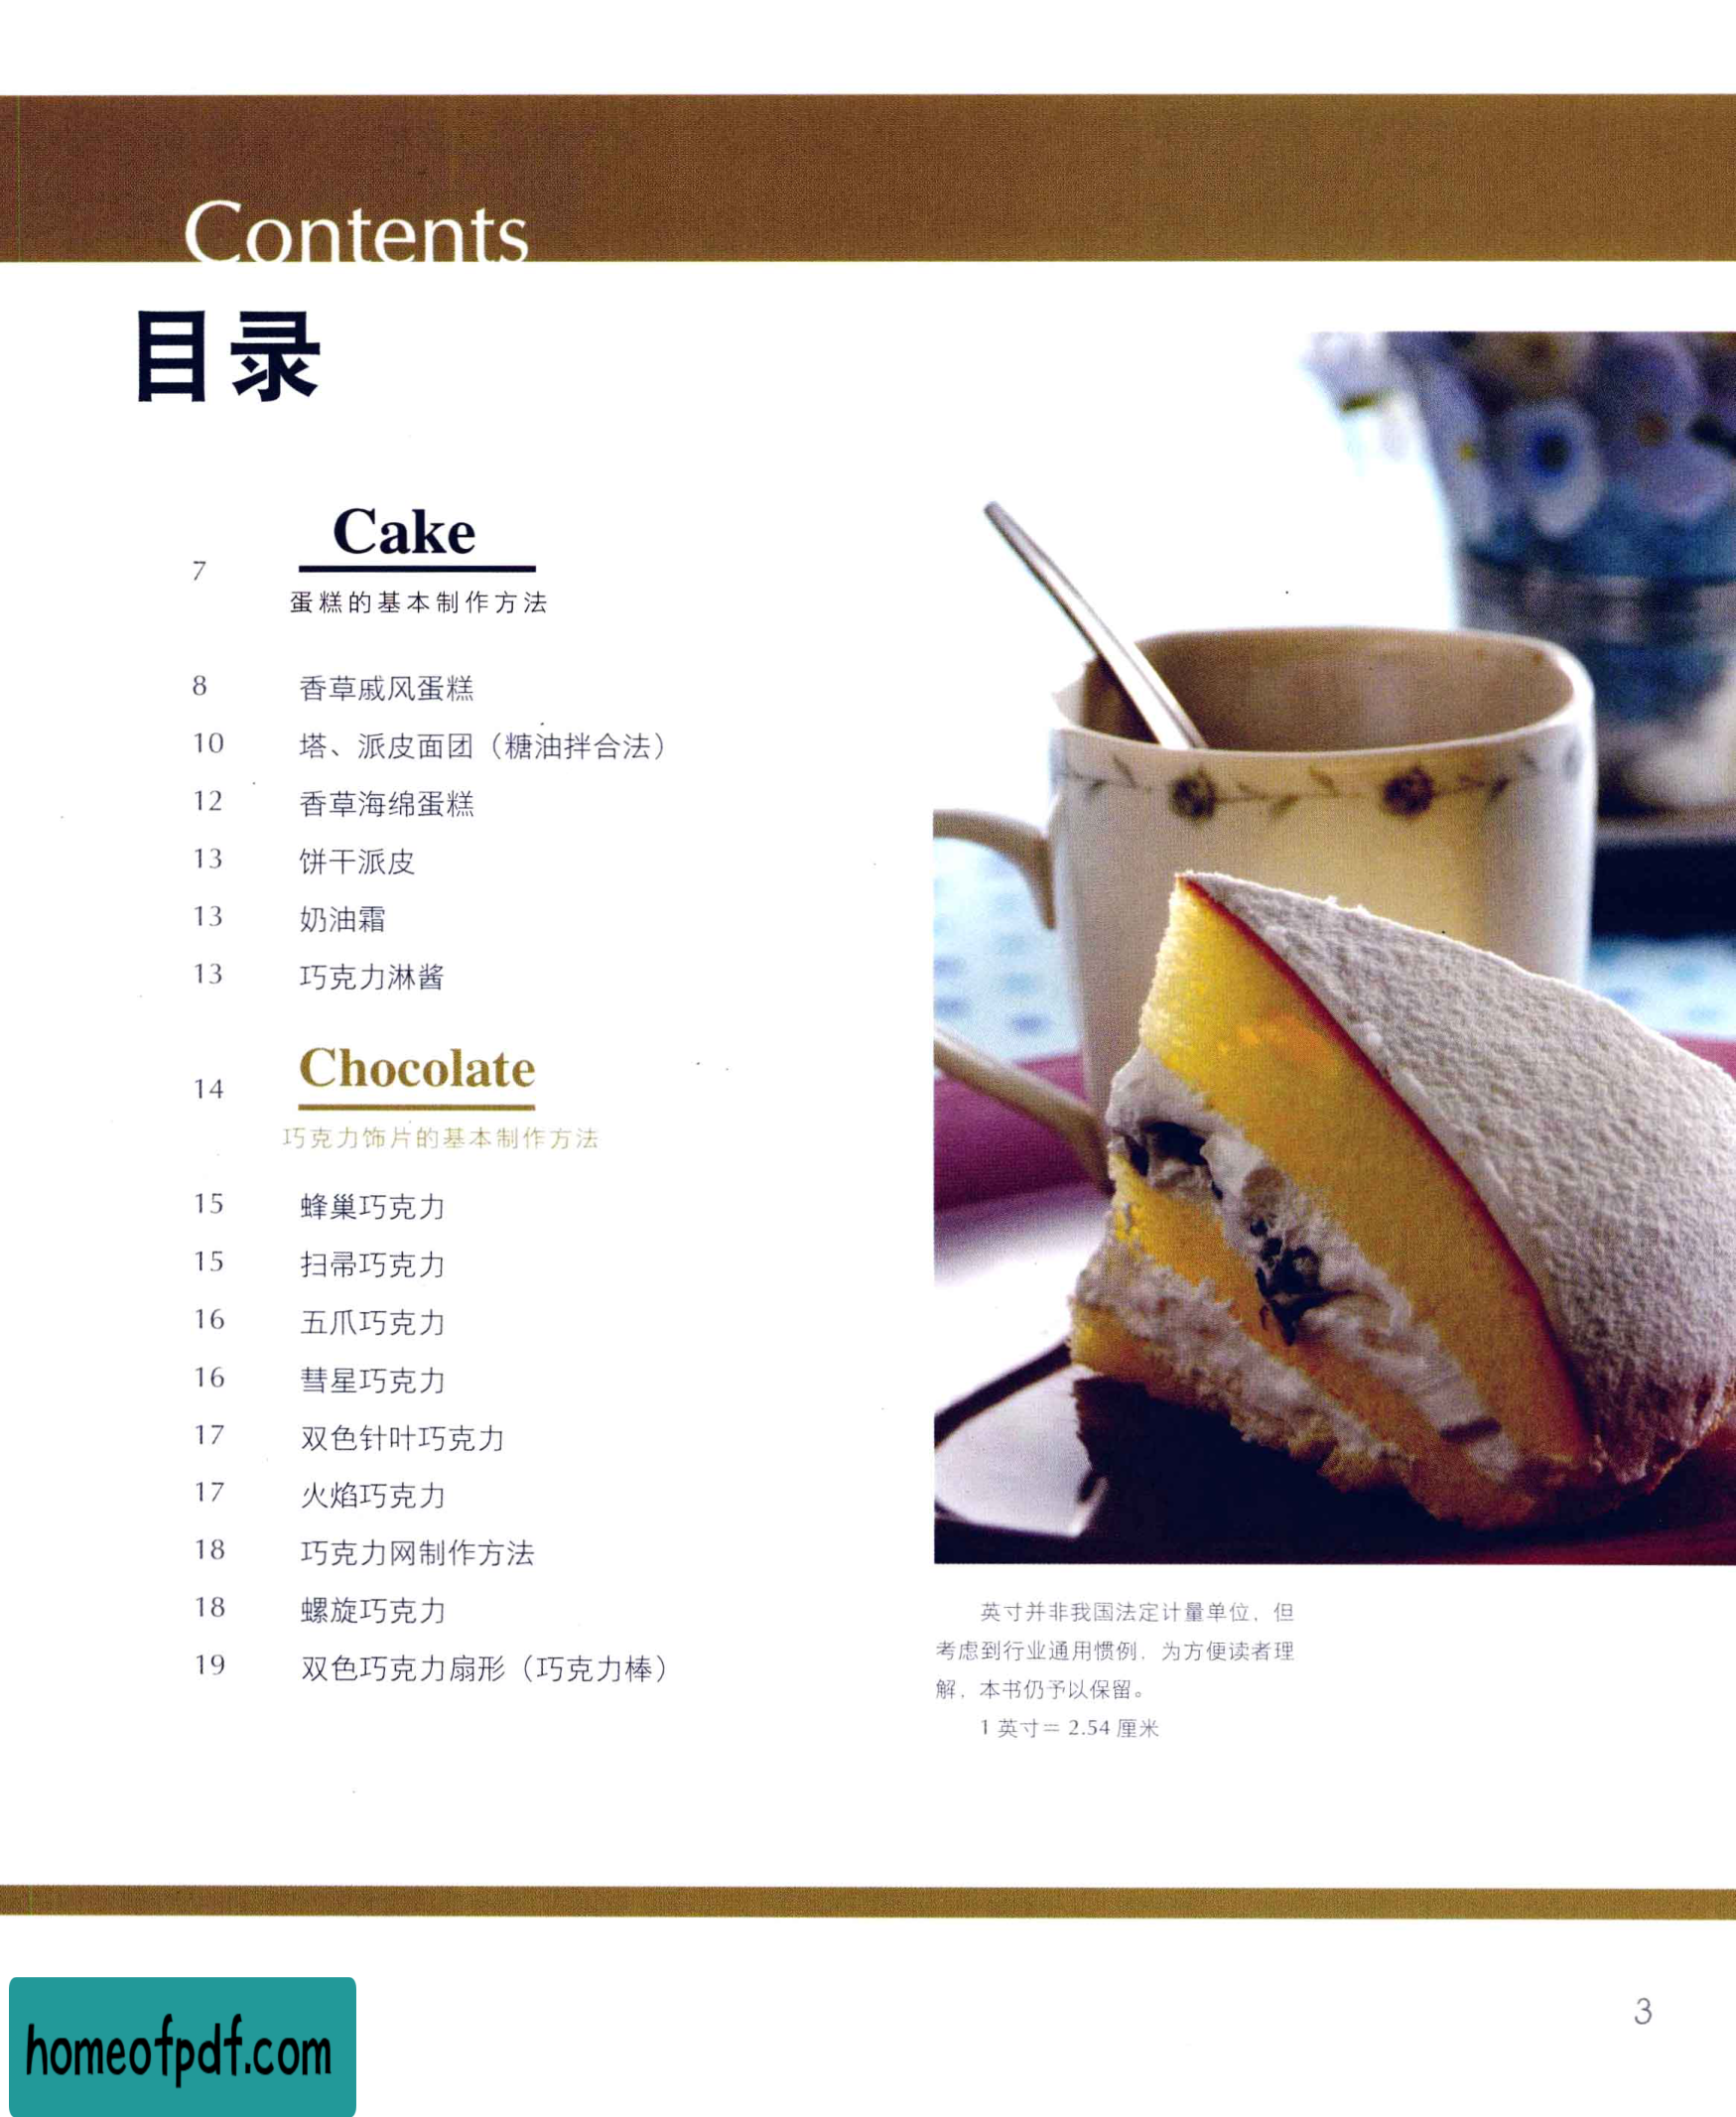 Contents
目录
Cake
7
蛋糕的基本制作方法
8 香草戚风蛋糕
10 塔、派皮面团（糖油拌合法）
12 香草海绵蛋糕
13 饼干派皮
13 奶油霜
13 巧克力淋酱
Chocolate
14
巧克力饰片的基本制作方法
15 蜂巢巧克力
15 扫帚巧克力
16 五爪巧克力
16 彗星巧克力
17 双色针叶巧克力
17 火焰巧克力
18 巧克力网制作方法
18 螺旋巧克力
19 双色巧克力扇形（巧克力棒）
英寸并非我国法定计量单位，但
考虑到行业通用惯例，为方便读者理
解，本书仍予以保留。
1 英寸＝ 2.54 厘米
3
homeofpdf.com